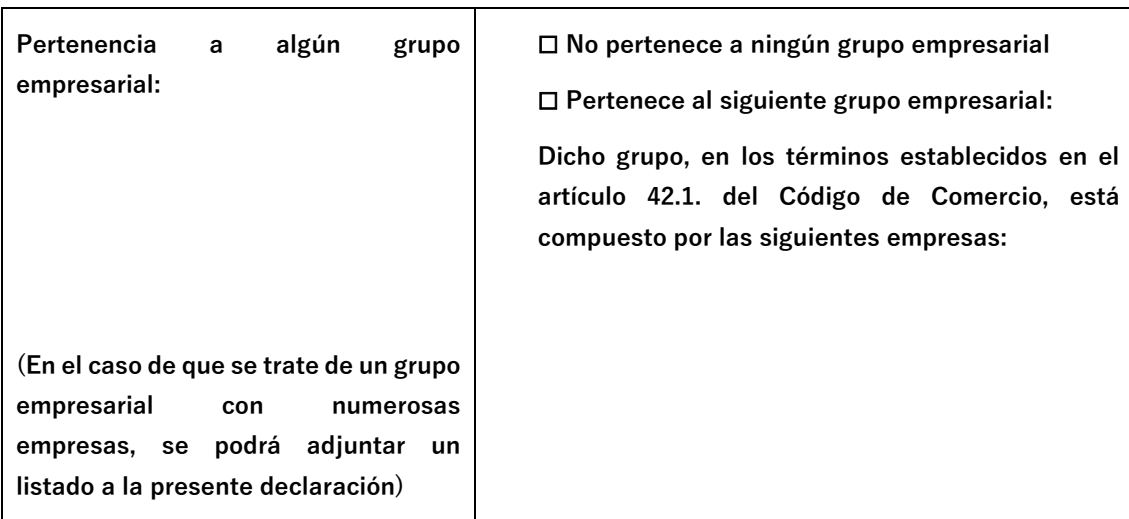 Pertenencia a algún grupo
empresarial:
(En el caso de que se trate de un grupo
empresarial con numerosas
empresas, se podrá adjuntar un
listado a la presente declaración)
☐ No pertenece a ningún grupo empresarial
☐ Pertenece al siguiente grupo empresarial:
Dicho grupo, en los términos establecidos en el
artículo 42.1. del Código de Comercio, está
compuesto por las siguientes empresas: